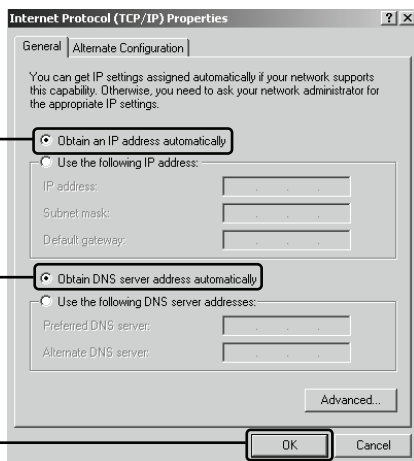 Internet Protocol (TCP/IP) Properties
General
Alternate Configuration
You can get IP settings assigned automatically if your network supports
this capability. Otherwise, you need to ask your network administrator for
the appropriate IP settings.
Obtain an IP address automatically
Use the following IP address:
IP address:
Subnet mask:
Default gateway:
Obtain DNS server address automatically
Use the following DNS server addresses:
Preferred DNS server:
Alternate DNS server:
Advanced...
OK
Cancel